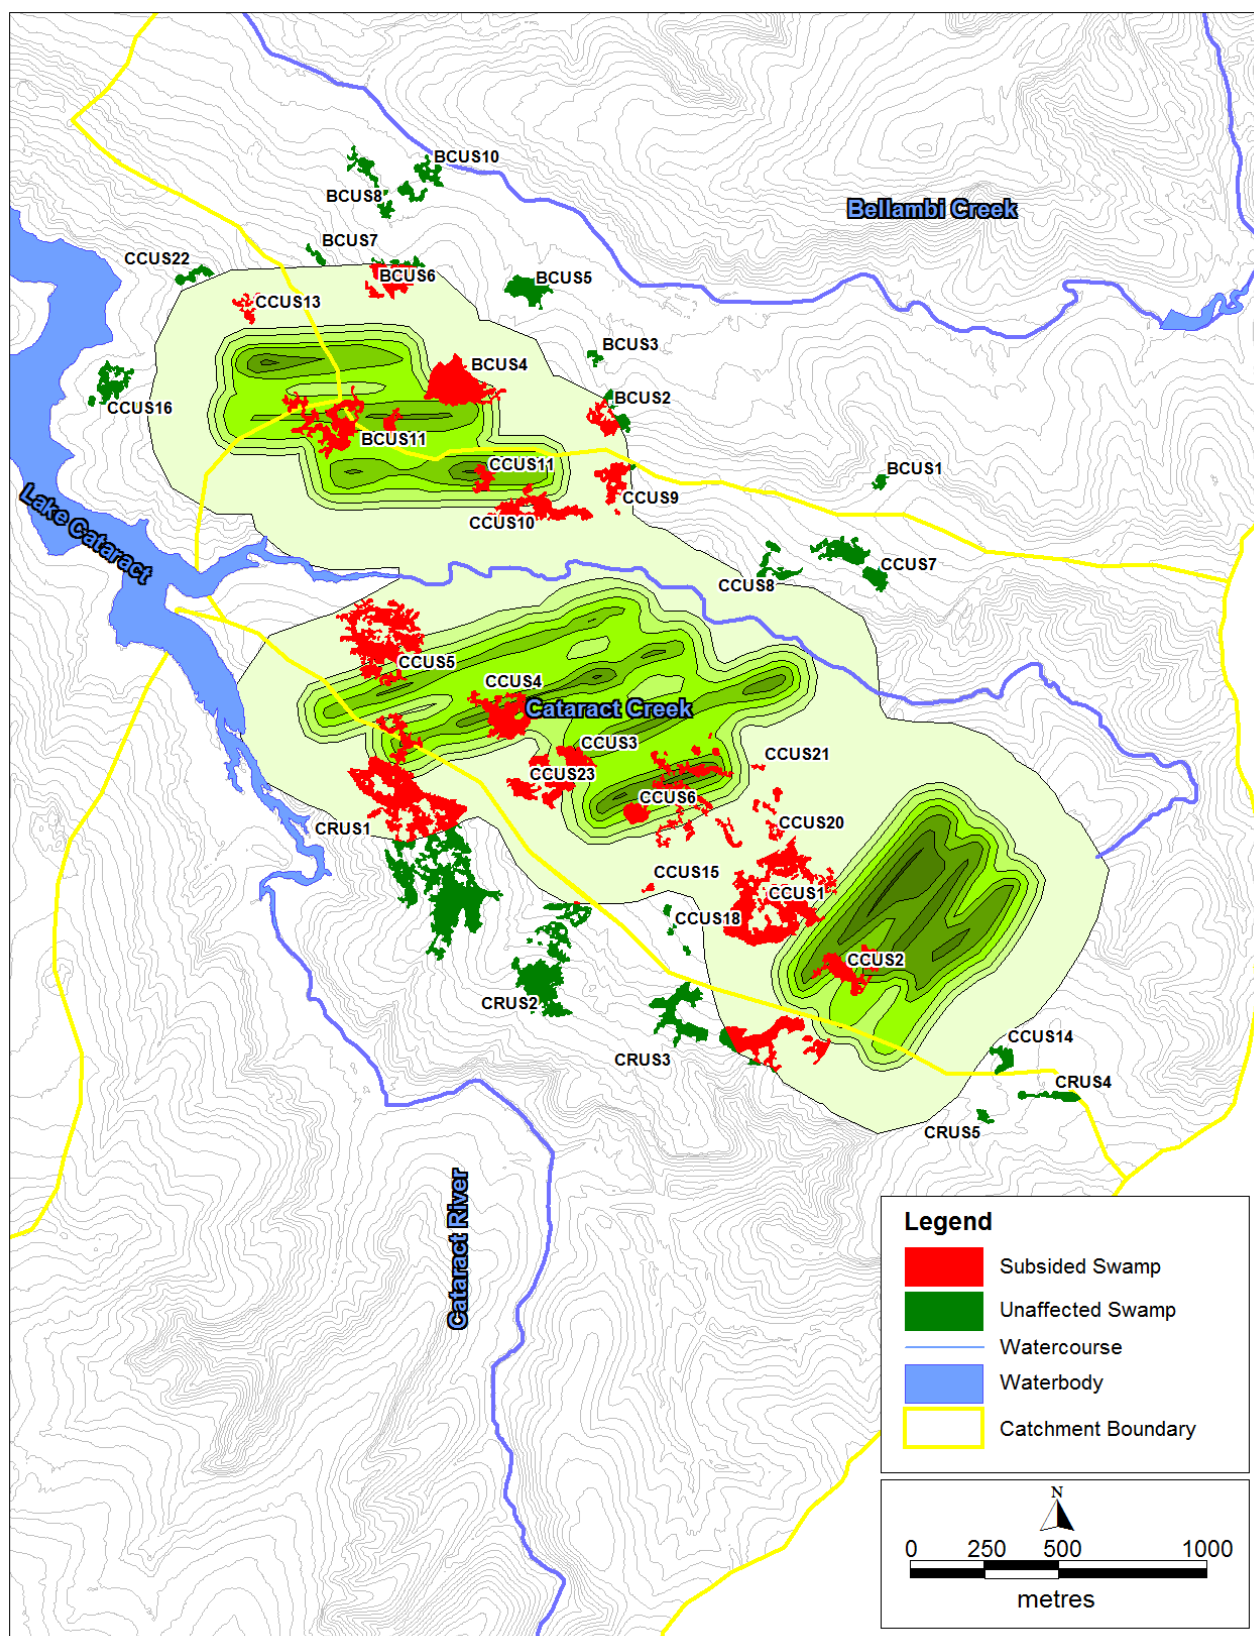 BCUS10
BCUS8
Bellambi Creek
BCUS7
CCUS22
BCUS6
BCUS5
CCUS13
BCUS3
BCUS4
BCUS2
CCUS16
BCUS11
CCUS11
BCUS1
CCUS9
Lake Cataract
CCUS10
CCUS7
CCUS8
CCUS5
CCUS4
Cataract Creek
CCUS3
CCUS21
CCUS23
CCUS6
CRUS1
CCUS20
CCUS15
CCUS1
CCUS18
CCUS2
CRUS2
CRUS3
CCUS14
CRUS4
CRUS5
Cataract River
Legend
Subsided Swamp
Unaffected Swamp
Watercourse
Waterbody
Catchment Boundary
N
0 250 500 1000
metres